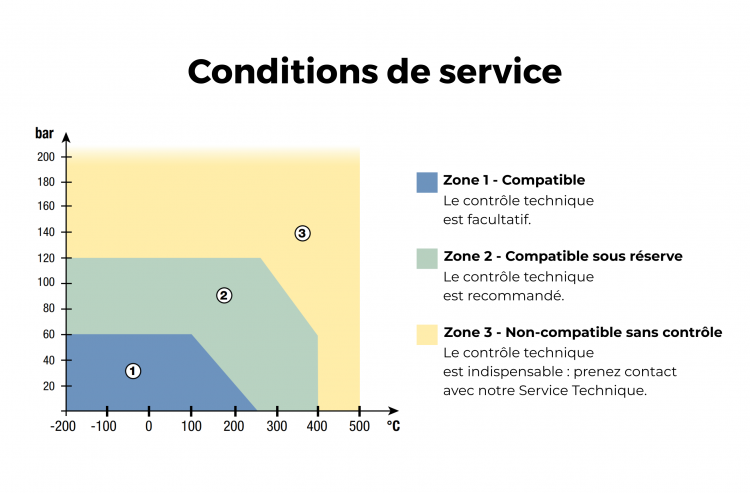 Conditions de service
bar
200
180
160
140
120
100
80
60
40
20
-200 -100 0 100 200 300 400 500 °C
1
2
3
Zone 1 - Compatible
Le contrôle technique
est facultatif.
Zone 2 - Compatible sous réserve
Le contrôle technique
est recommandé.
Zone 3 - Non-compatible sans contrôle
Le contrôle technique
est indispensable : prenez contact
avec notre Service Technique.